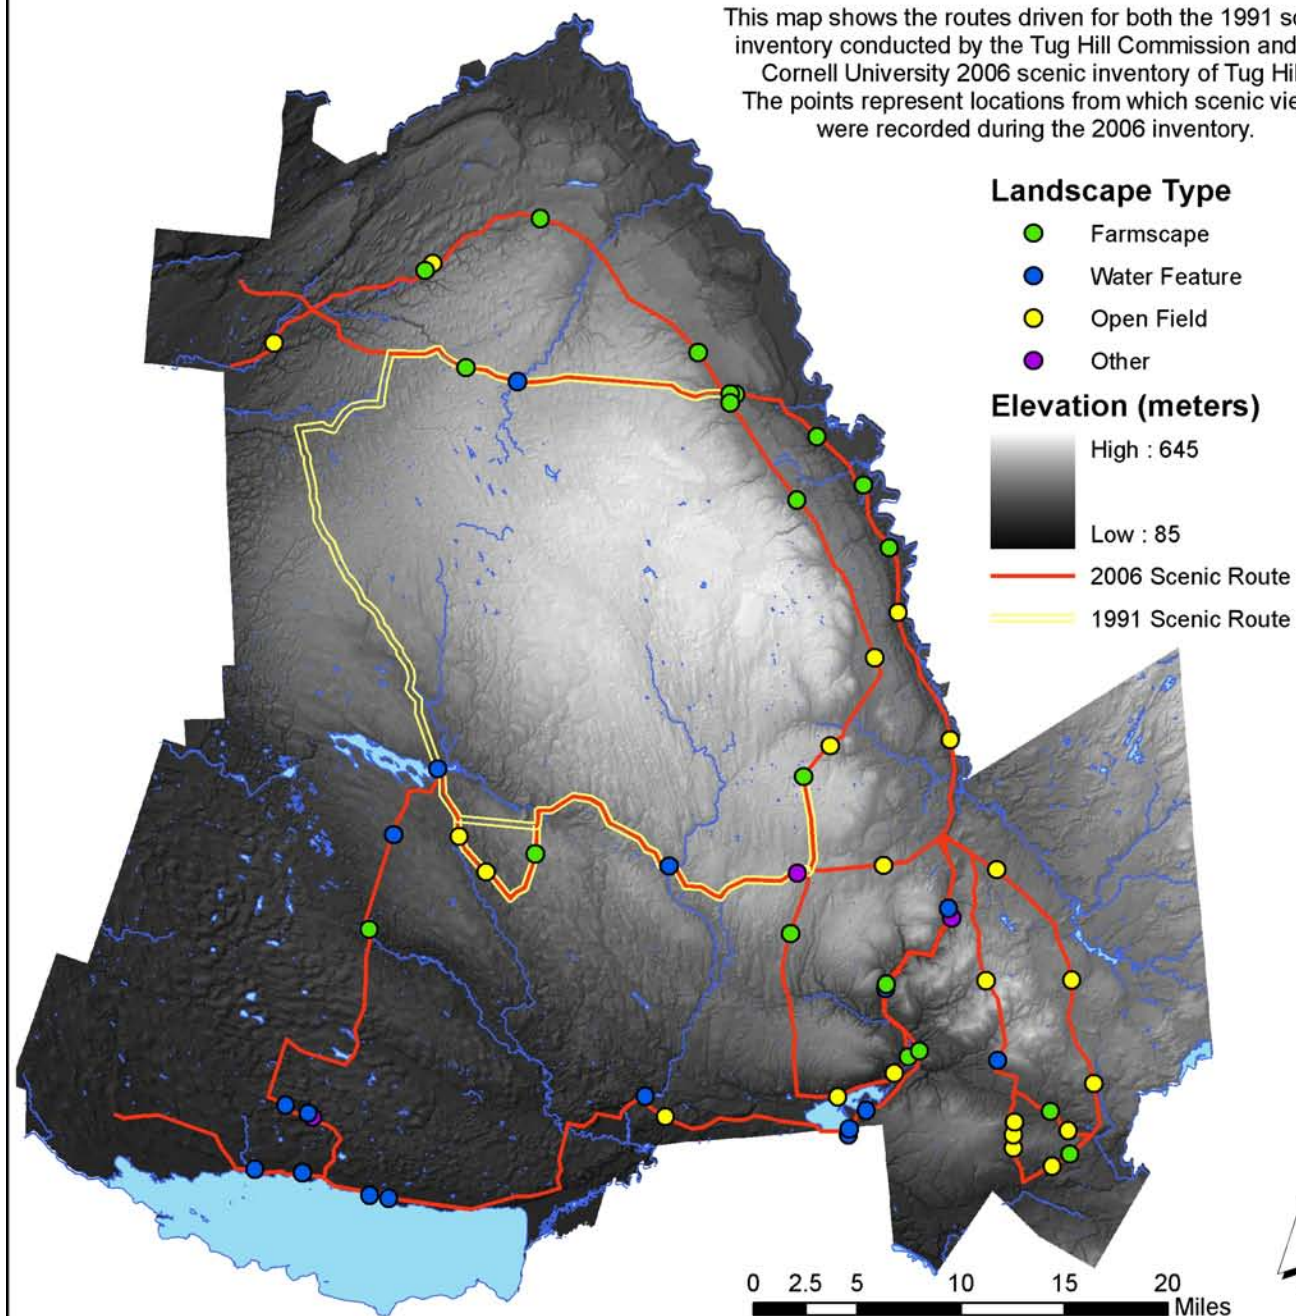 This map shows the routes driven for both the 1991
inventory conducted by the Tug Hill Commission and
Cornell University 2006 scenic inventory of Tug
The points represent locations from which scenic
were recorded during the 2006 inventory.
Landscape Type
Farmscape
Water Feature
Open Field
Other
Elevation (meters)
High : 645
Low : 85
2006 Scenic Route
1991 Scenic Route
0 2.5 5 10 15 20
Miles